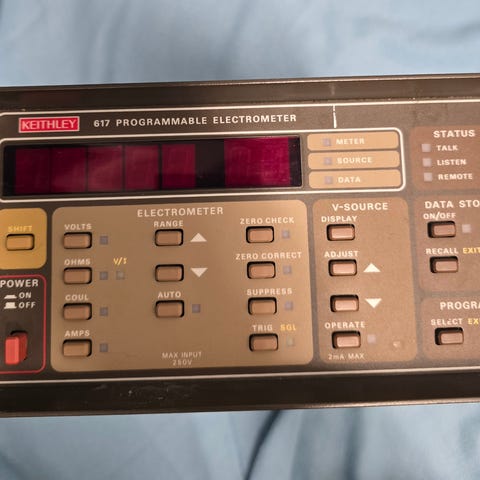 KEITHLEY 617 PROGRAMMABLE ELECTROMETER
METER
SOURCE
DATA
STATUS
TALK
LISTEN
REMOTE
SHIFT
POWER
ON
OFF
ELECTROMETER
VOLTS
OHMS
V/I
COUL
AMPS
RANGE
AUTO
MAX INPUT
250V
ZERO CHECK
ZERO CORRECT
SUPPRESS
TRIG SGL
V-SOURCE
DISPLAY
ADJUST
OPERATE
2mA MAX
DATA STO
ON/OFF
RECALL EXI
PROGRA
SELECT EX